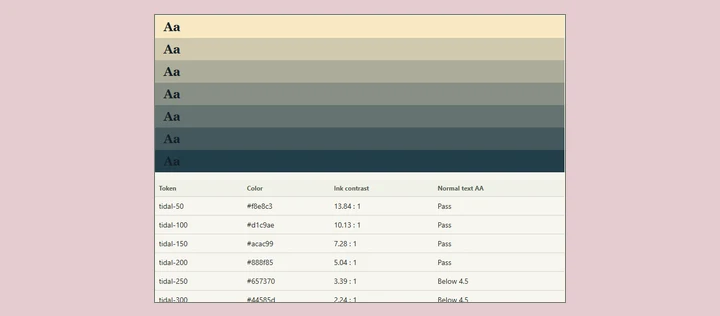 Aa
Aa
Aa
Aa
Aa
Aa
Aa
Token Color Ink contrast Normal text AA
tidal-50 #f8e8c3 13.84 : 1 Pass
tidal-100 #d1c9ae 10.13 : 1 Pass
tidal-150 #acac99 7.28 : 1 Pass
tidal-200 #888f85 5.04 : 1 Pass
tidal-250 #657370 3.39 : 1 Below 4.5
tidal-300 #44585d 2.24 : 1 Below 4.5